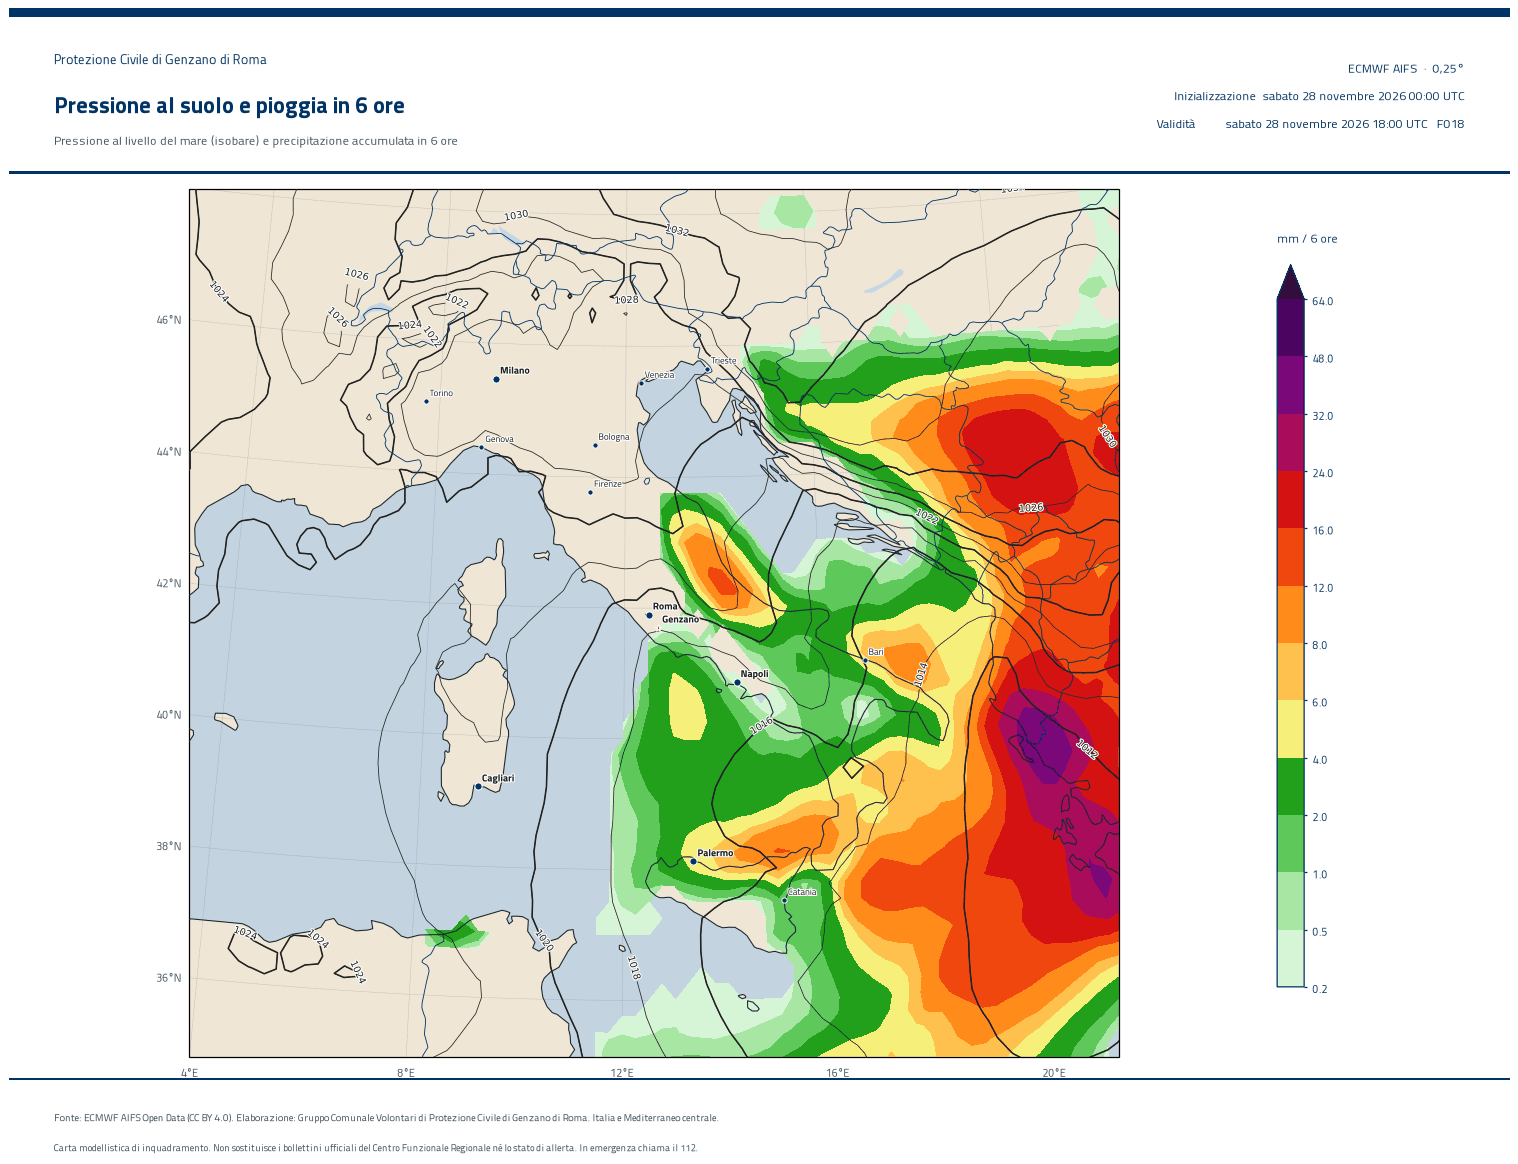 Protezione Civile di Genzano di Roma
Pressione al suolo e pioggia in 6 ore
Pressione al livello del mare (isobare) e precipitazione accumulata in 6 ore
ECMWF AIFS · 0,25°
Inizializzazione sabato 28 novembre 2026 00:00 UTC
Validità sabato 28 novembre 2026 18:00 UTC F018
mm / 6 ore
64.0
48.0
32.0
24.0
16.0
12.0
8.0
6.0
4.0
2.0
1.0
0.5
0.2
46°N
44°N
42°N
40°N
38°N
36°N
4°E
8°E
12°E
16°E
20°E
1030
1032
1026
1024
1022
1028
1026
1024
1022
Trieste
Venezia
Milano
Torino
Genova
Bologna
Firenze
1030
1026
1022
Roma
Genzano
Bari
Napoli
1014
1016
1012
Cagliari
Palermo
Catania
1024
1024
1024
1020
1018
Fonte: ECMWF AIFS Open Data (CC BY 4.0). Elaborazione: Gruppo Comunale Volontari di Protezione Civile di Genzano di Roma. Italia e Mediterraneo centrale.
Carta modellistica di inquadramento. Non sostituisce i bollettini ufficiali del Centro Funzionale Regionale né lo stato di allerta. In emergenza chiama il 112.